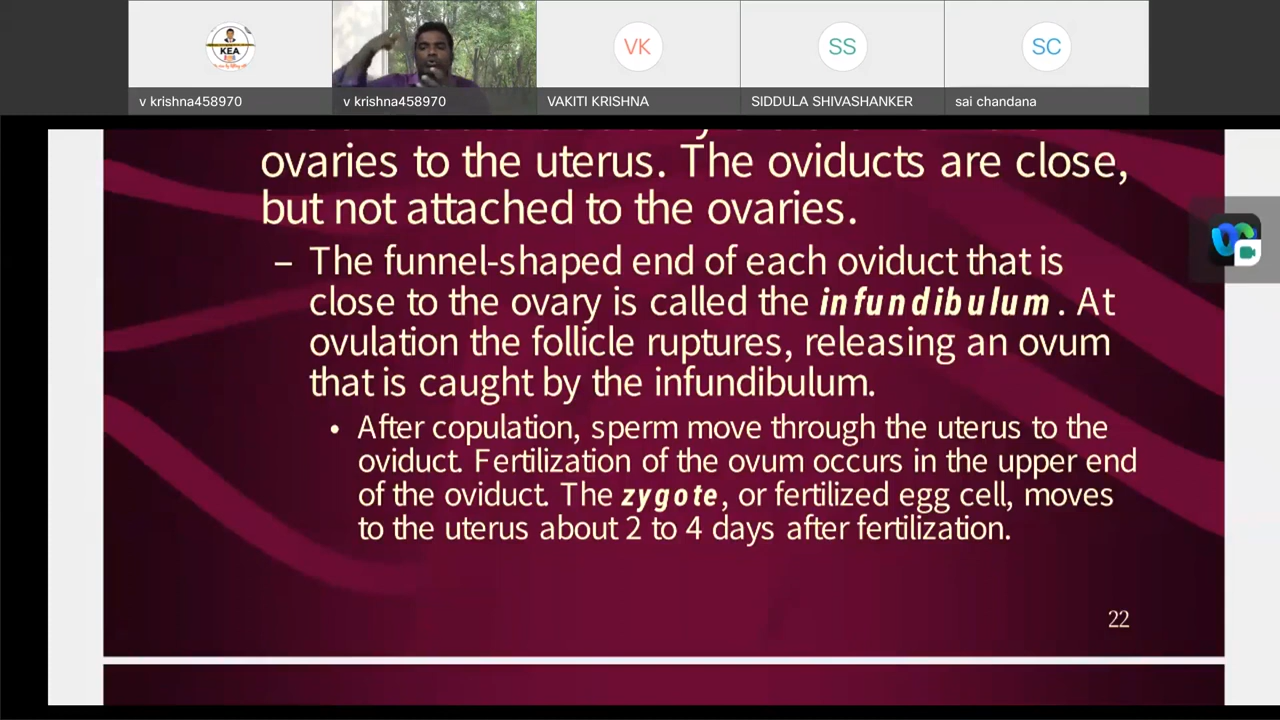 KEA
v krishna458970
v krishna458970
VK
VAKITI KRISHNA
SS
SIDDULA SHIVASHANKER
SC
sai chandana
ovaries to the uterus. The oviducts are close,
but not attached to the ovaries.
– The funnel-shaped end of each oviduct that is
close to the ovary is called the infundibulum. At
ovulation the follicle ruptures, releasing an ovum
that is caught by the infundibulum.
• After copulation, sperm move through the uterus to the
oviduct. Fertilization of the ovum occurs in the upper end
of the oviduct. The zygote, or fertilized egg cell, moves
to the uterus about 2 to 4 days after fertilization.
22